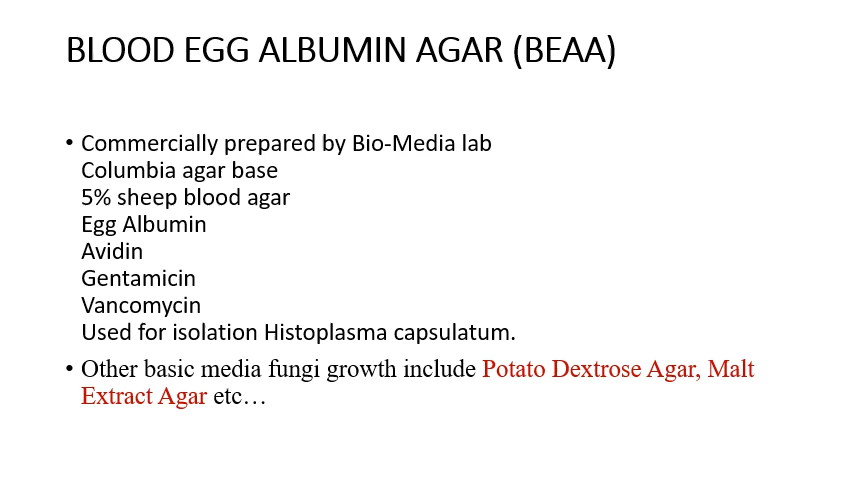 BLOOD EGG ALBUMIN AGAR (BEAA)
• Commercially prepared by Bio-Media lab
Columbia agar base
5% sheep blood agar
Egg Albumin
Avidin
Gentamicin
Vancomycin
Used for isolation Histoplasma capsulatum.
• Other basic media fungi growth include Potato Dextrose Agar, Malt
Extract Agar etc…